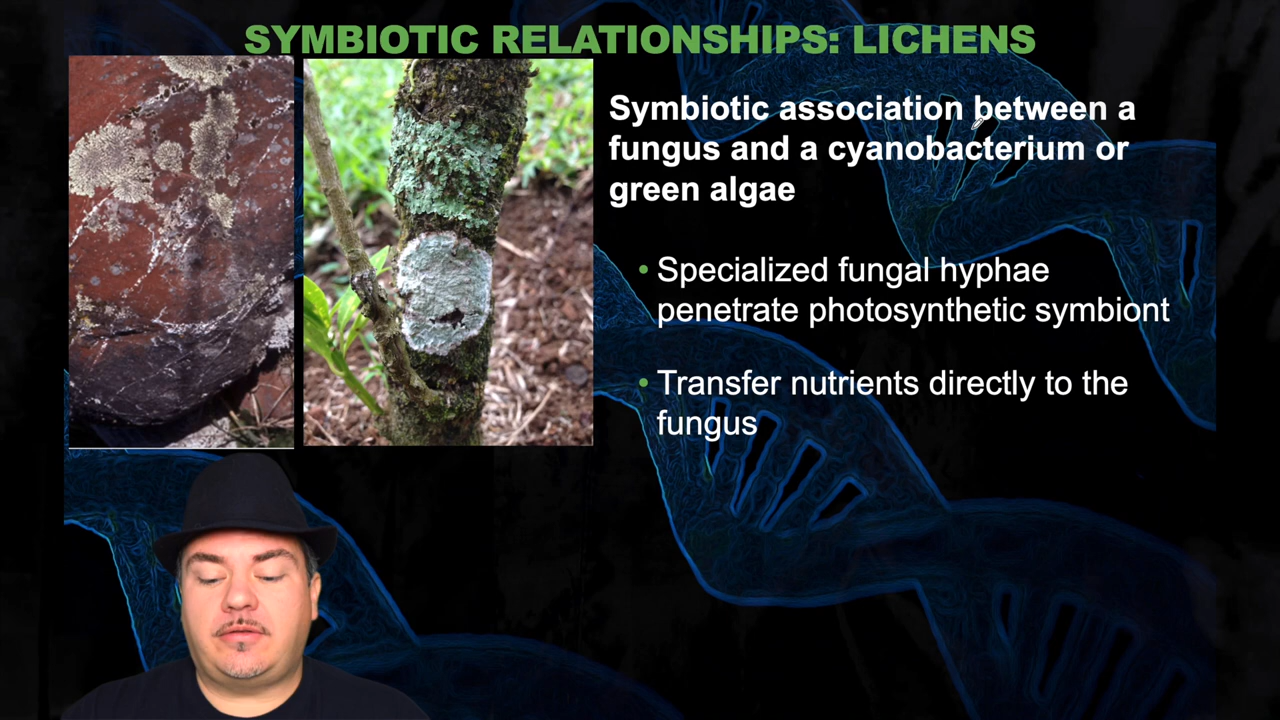 SYMBIOTIC RELATIONSHIPS: LICHENS
Symbiotic association between a
fungus and a cyanobacterium or
green algae
• Specialized fungal hyphae
penetrate photosynthetic symbiont
• Transfer nutrients directly to the
fungus